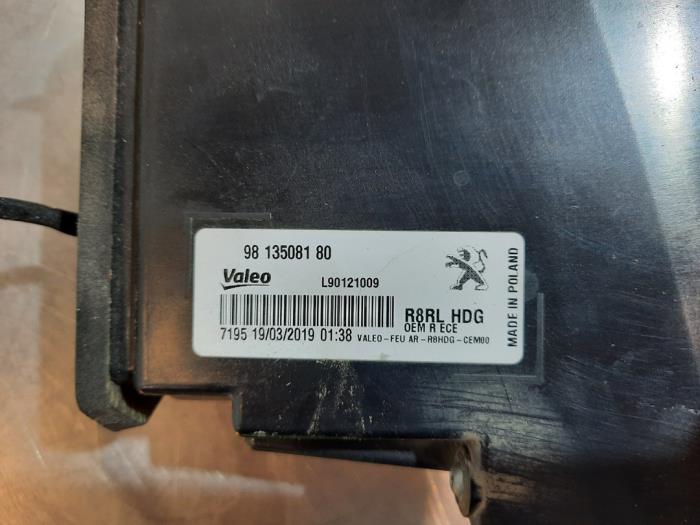 98 135081 80
Valeo
L90121009
R8RL HDG
OEM R ECE
7195 19/03/2019 01:38 VALEO-FEU AR-R8HDG-CEM00
MADE IN POLAND